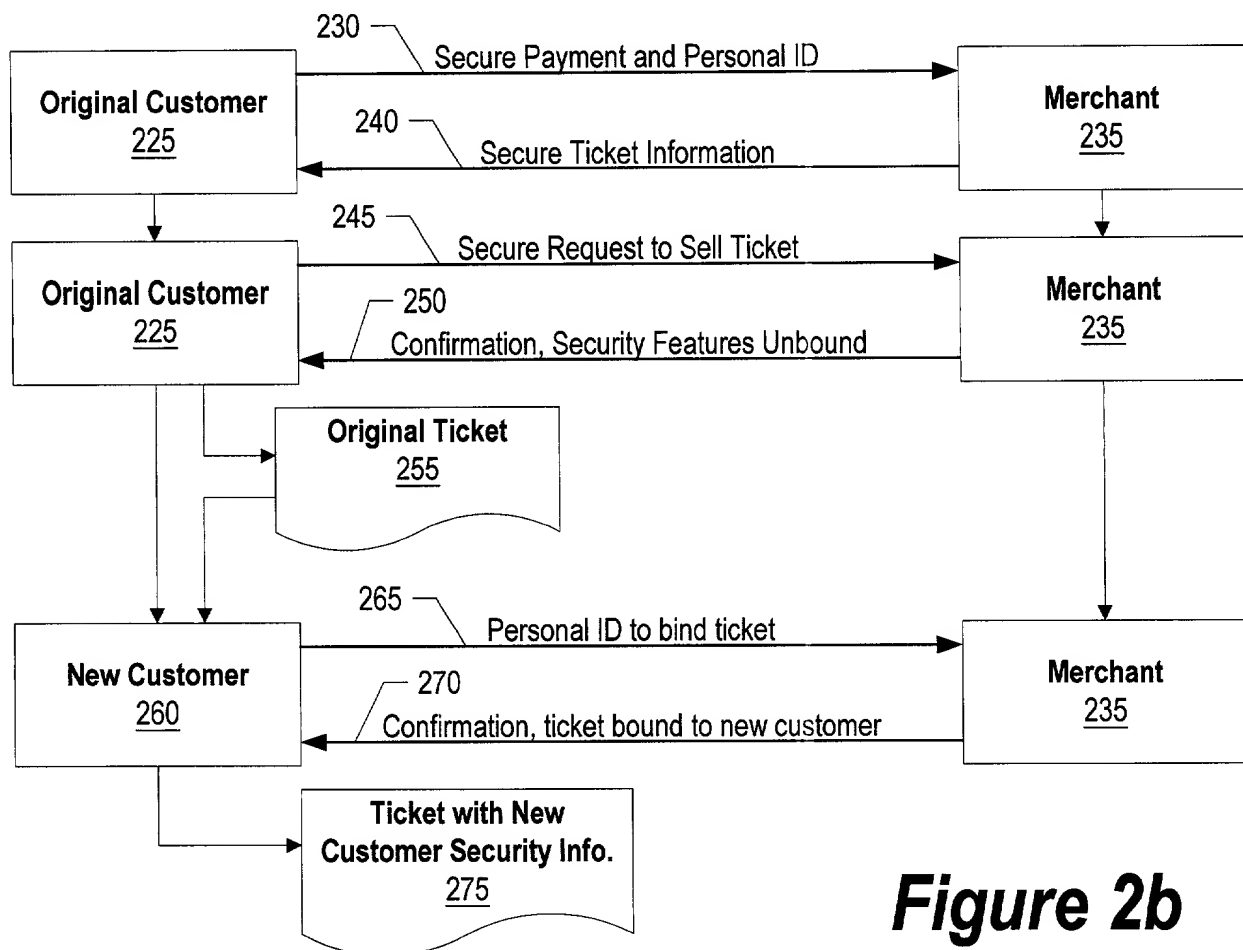 230
Secure Payment and Personal ID
Original Customer
225
Merchant
235
240
Secure Ticket Information
245
Secure Request to Sell Ticket
Original Customer
225
Merchant
235
250
Confirmation, Security Features Unbound
Original Ticket
255
265
Personal ID to bind ticket
New Customer
260
Merchant
235
270
Confirmation, ticket bound to new customer
Ticket with New
Customer Security Info.
275
Figure 2b